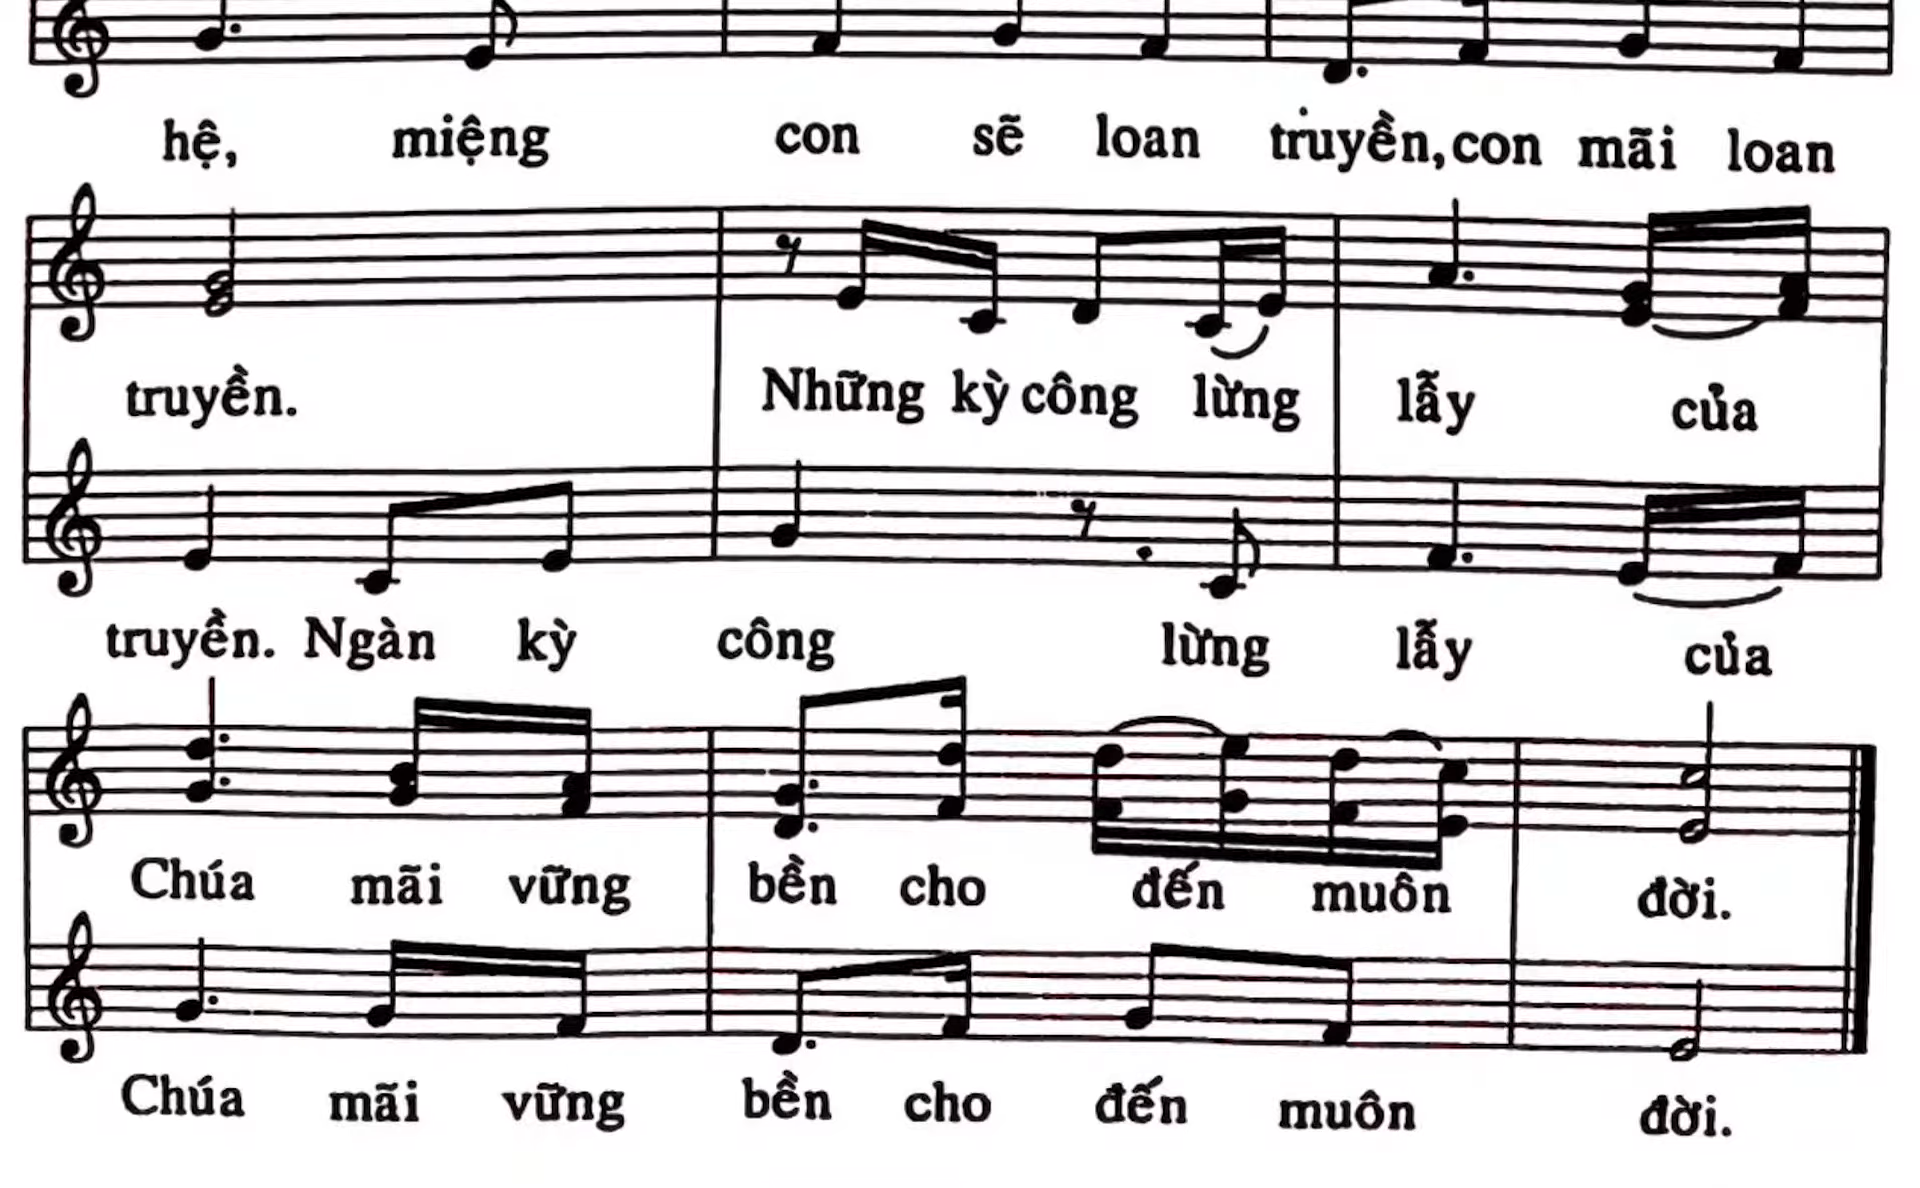 hệ, miệng con sẽ loan truyền, con mãi loan
truyền. Những kỳ công lừng lẫy của
truyền. Ngàn kỳ công lừng lẫy của
Chúa mãi vững bền cho đến muôn đời.
Chúa mãi vững bền cho đến muôn đời.